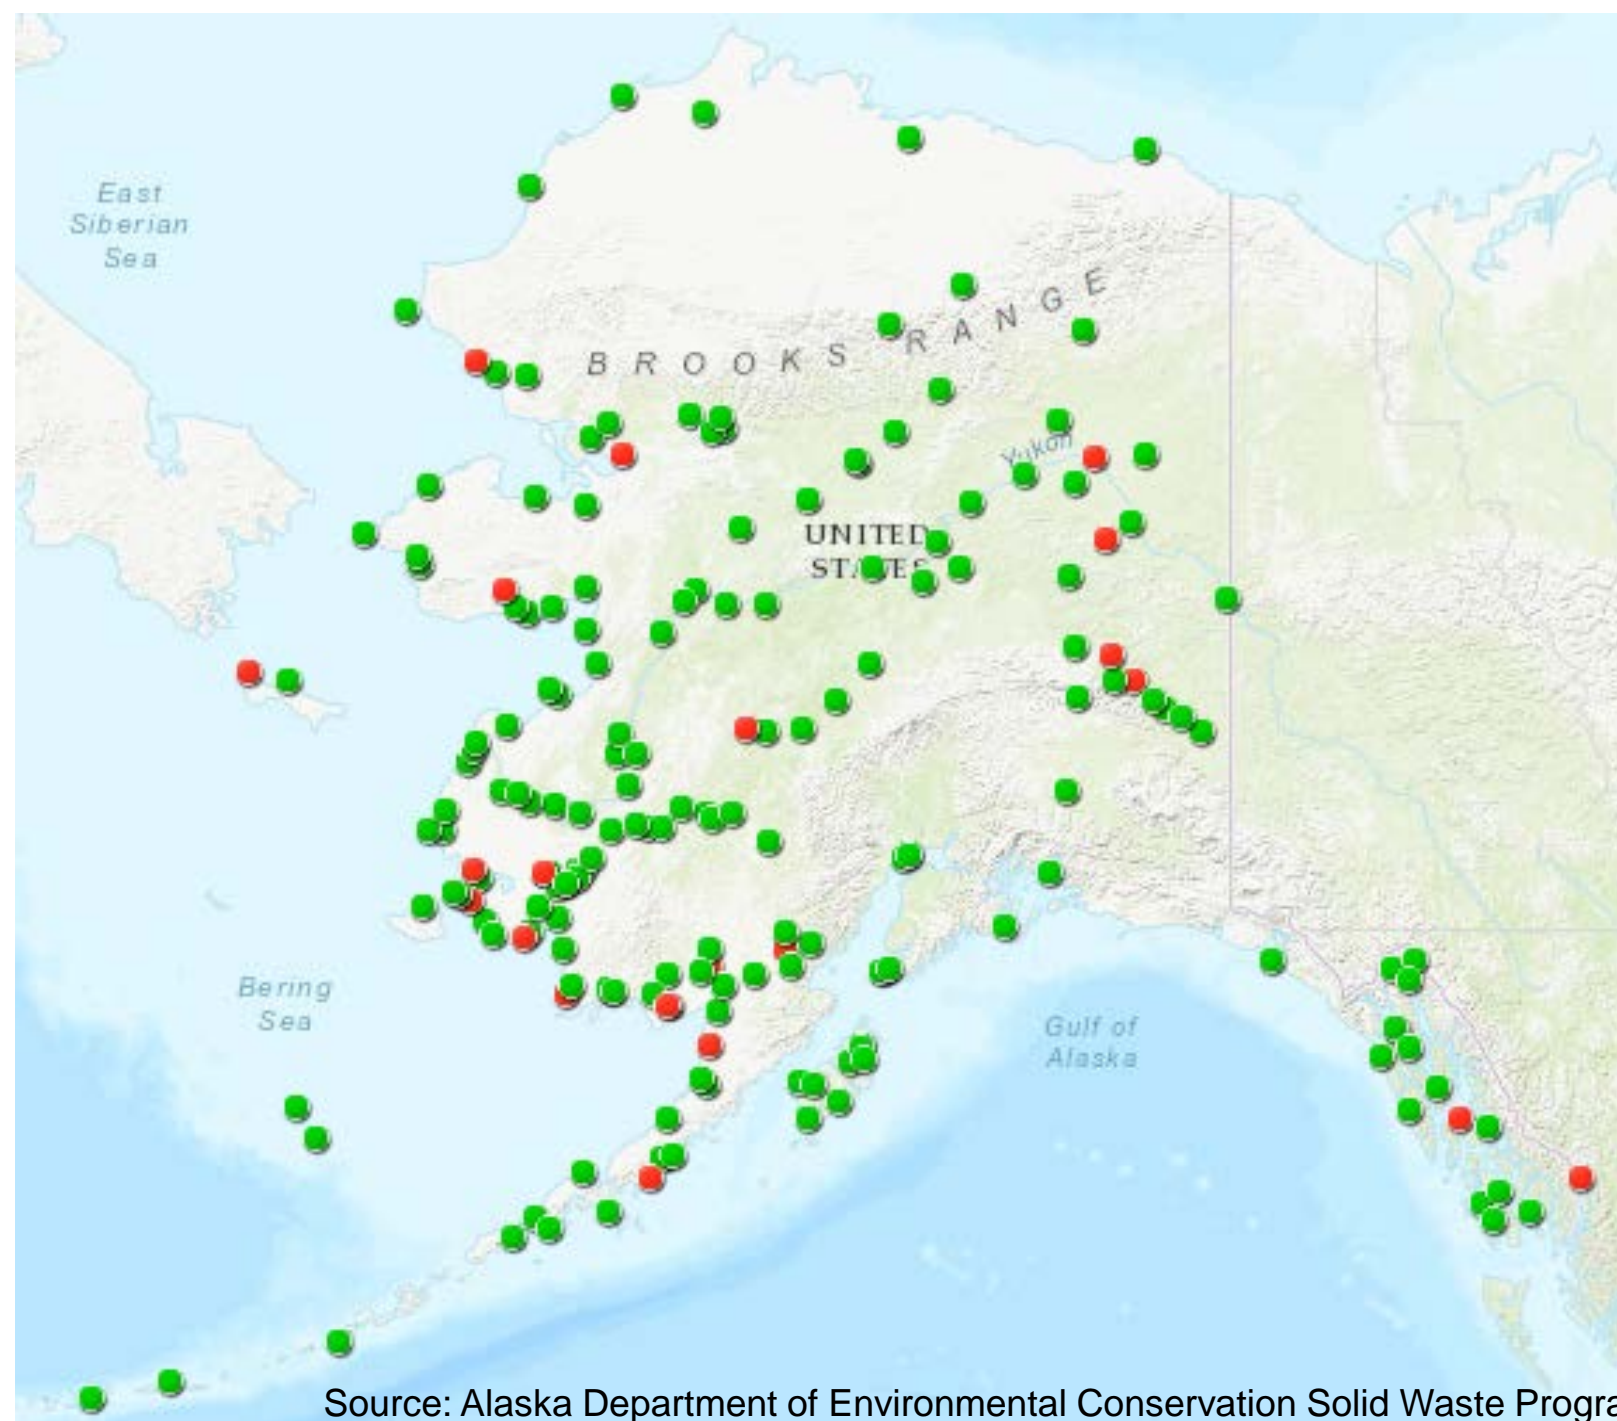 East
Siberian
Sea
BROOKS RANGE
Yukon
UNITED
STATES
Bering
Sea
Gulf of
Alaska
Source: Alaska Department of Environmental Conservation Solid Waste Progra